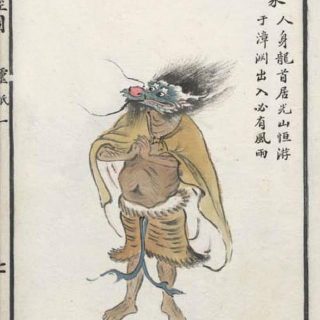 人身龍首居光山恒游
于漳淵出入必有風雨
靈祇一